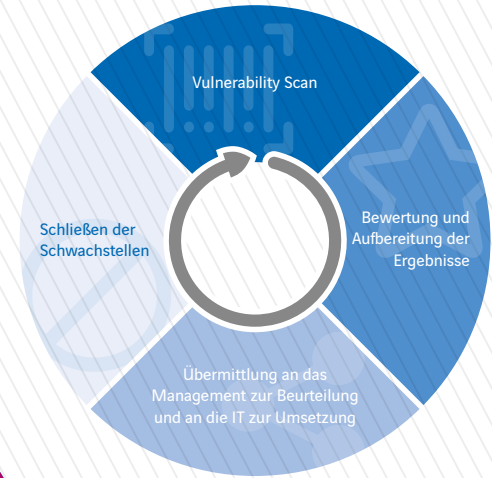 Vulnerability Scan
Bewertung und
Aufbereitung der
Ergebnisse
Übermittlung an das
Management zur Beurteilung
und an die IT zur Umsetzung
Schließen der
Schwachstellen